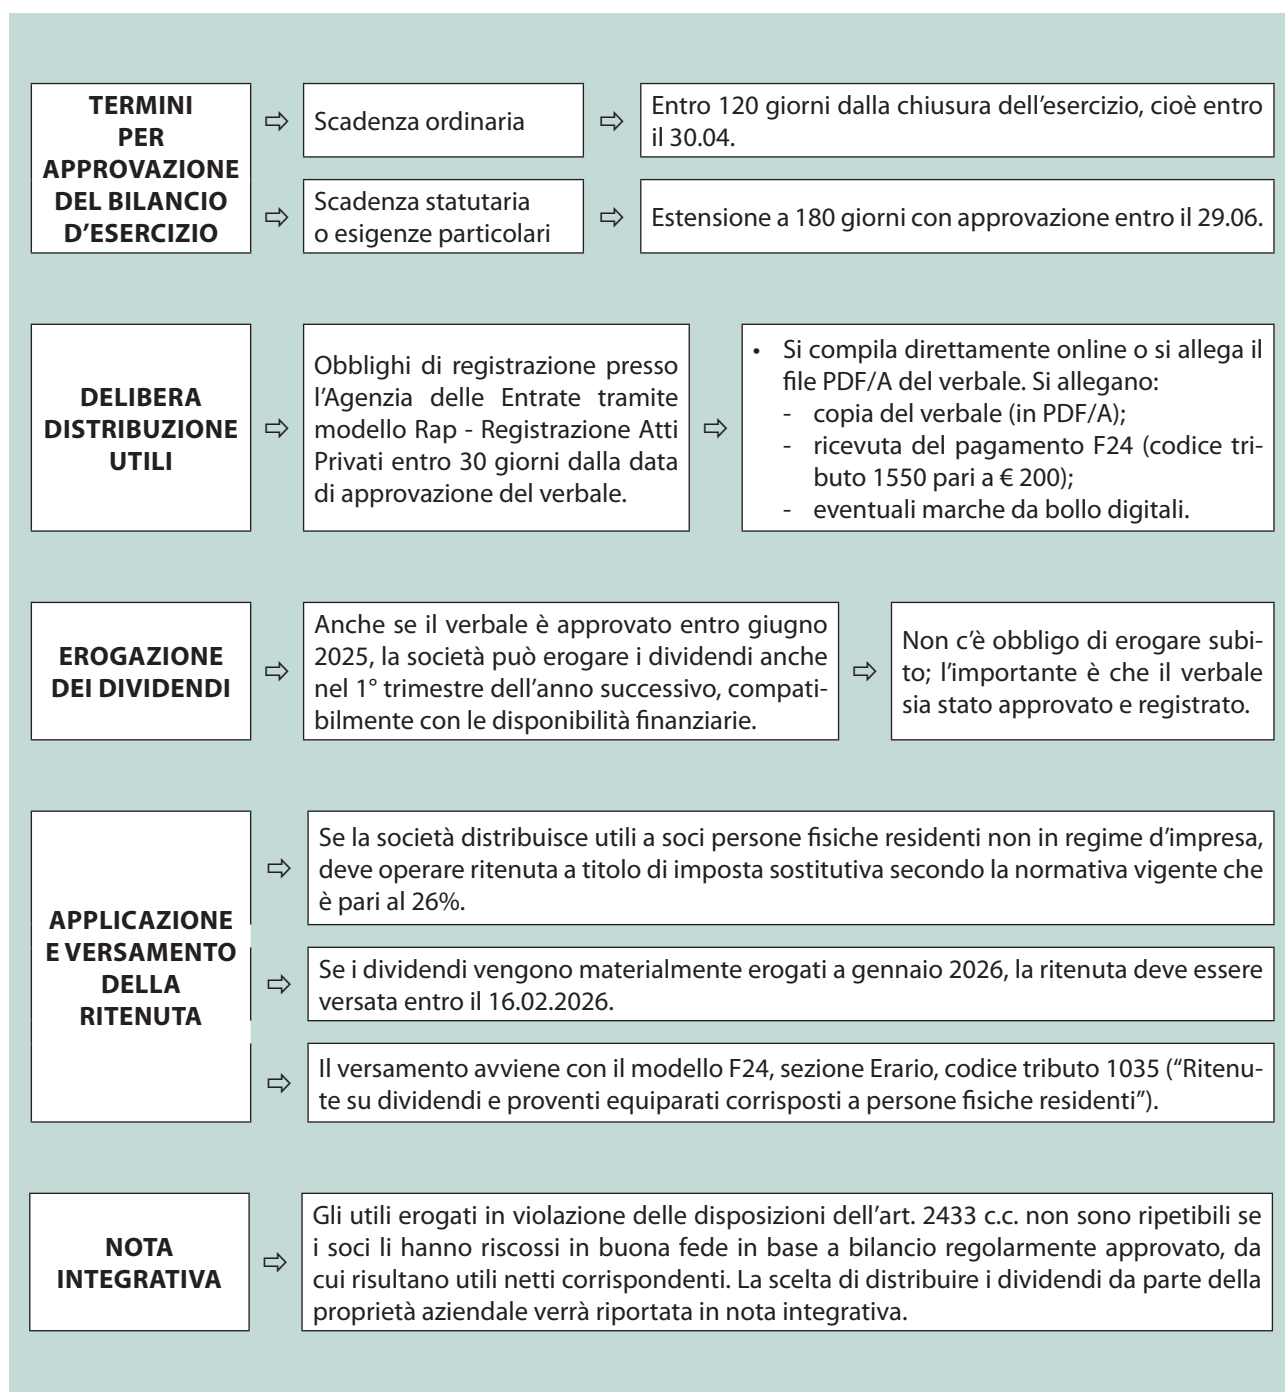 TERMINI
PER
APPROVAZIONE
DEL BILANCIO
D’ESERCIZIO
⇨
Scadenza ordinaria
⇨
Entro 120 giorni dalla chiusura dell’esercizio, cioè entro
il 30.04.
⇨
Scadenza statutaria
o esigenze particolari
⇨
Estensione a 180 giorni con approvazione entro il 29.06.
DELIBERA
DISTRIBUZIONE
UTILI
⇨
Obblighi di registrazione presso
l’Agenzia delle Entrate tramite
modello Rap - Registrazione Atti
Privati entro 30 giorni dalla data
di approvazione del verbale.
⇨
• Si compila direttamente online o si allega il
file PDF/A del verbale. Si allegano:
- copia del verbale (in PDF/A);
- ricevuta del pagamento F24 (codice tri-
buto 1550 pari a € 200);
- eventuali marche da bollo digitali.
EROGAZIONE
DEI DIVIDENDI
⇨
Anche se il verbale è approvato entro giugno
2025, la società può erogare i dividendi anche
nel 1° trimestre dell’anno successivo, compati-
bilmente con le disponibilità finanziarie.
⇨
Non c’è obbligo di erogare subi-
to; l’importante è che il verbale
sia stato approvato e registrato.
APPLICAZIONE
E VERSAMENTO
DELLA
RITENUTA
⇨
Se la società distribuisce utili a soci persone fisiche residenti non in regime d’impresa,
deve operare ritenuta a titolo di imposta sostitutiva secondo la normativa vigente che
è pari al 26%.
⇨
Se i dividendi vengono materialmente erogati a gennaio 2026, la ritenuta deve essere
versata entro il 16.02.2026.
⇨
Il versamento avviene con il modello F24, sezione Erario, codice tributo 1035 (“Ritenu-
te su dividendi e proventi equiparati corrisposti a persone fisiche residenti”).
NOTA
INTEGRATIVA
⇨
Gli utili erogati in violazione delle disposizioni dell’art. 2433 c.c. non sono ripetibili se
i soci li hanno riscossi in buona fede in base a bilancio regolarmente approvato, da
cui risultano utili netti corrispondenti. La scelta di distribuire i dividendi da parte della
proprietà aziendale verrà riportata in nota integrativa.